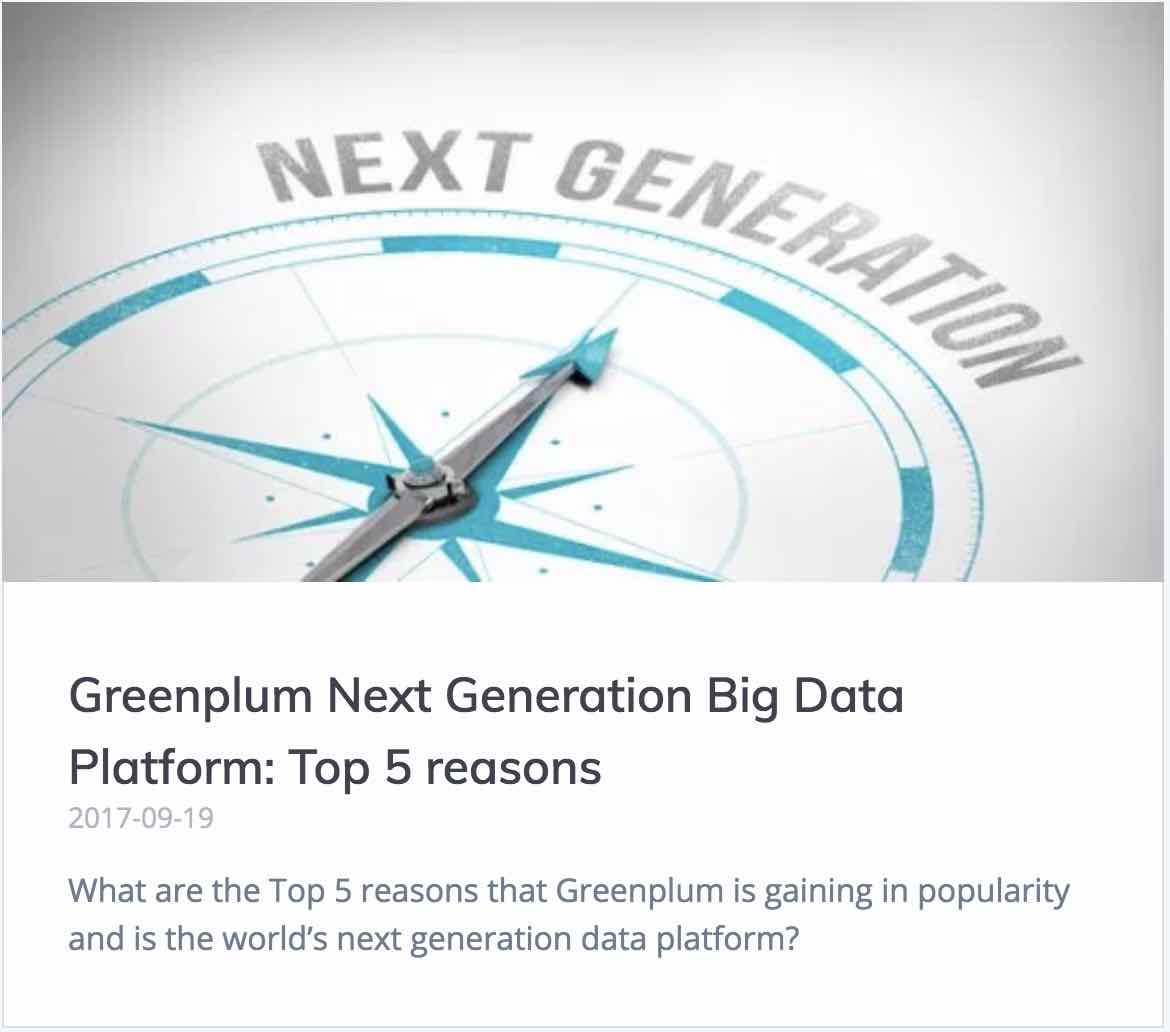 NEXT GENERATION
Greenplum Next Generation Big Data
Platform: Top 5 reasons
2017-09-19
What are the Top 5 reasons that Greenplum is gaining in popularity
and is the world’s next generation data platform?